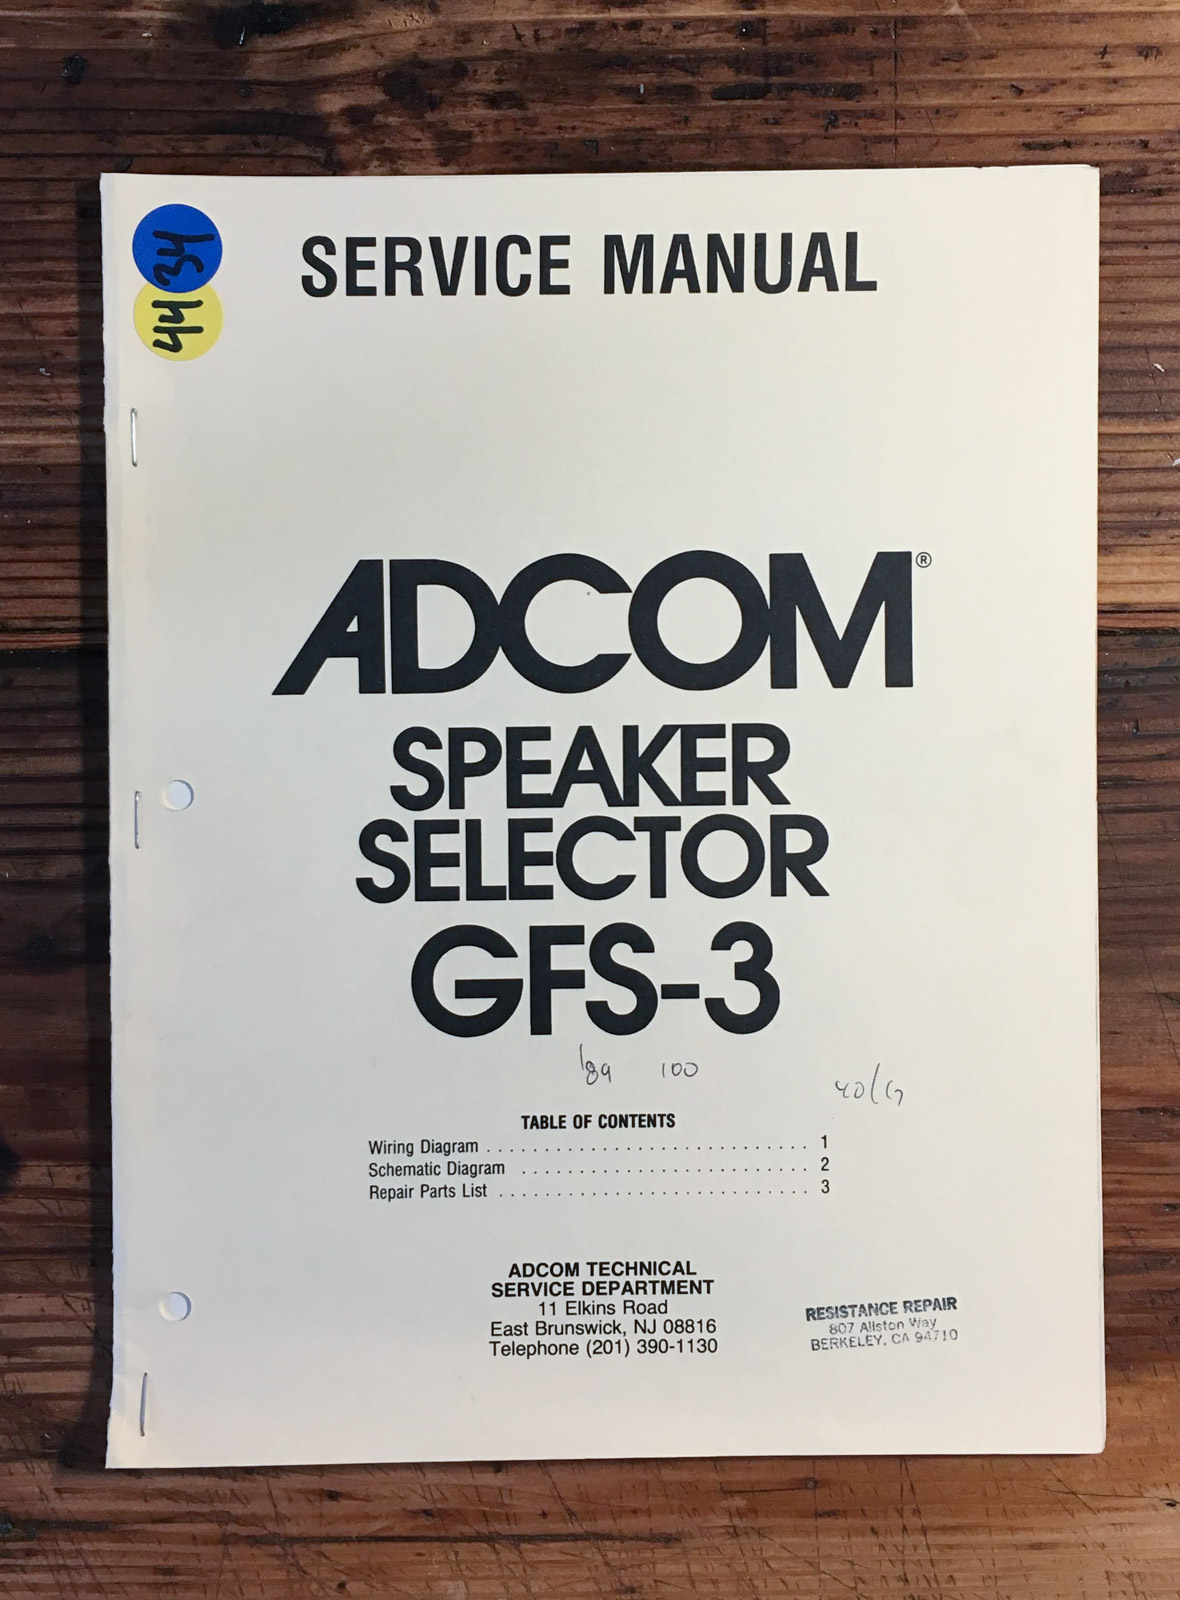 34
44
SERVICE MANUAL
ADCOM®
SPEAKER
SELECTOR
GFS-3
'89 100
TABLE OF CONTENTS
Wiring Diagram . . . . . . . . . . . . . . . . . . . . . . . . . . . . 1
Schematic Diagram . . . . . . . . . . . . . . . . . . . . . . . . . 2
Repair Parts List . . . . . . . . . . . . . . . . . . . . . . . . . . . 3
ADCOM TECHNICAL
SERVICE DEPARTMENT
11 Elkins Road
East Brunswick, NJ 08816
Telephone (201) 390-1130
RESISTANCE REPAIR
807 Allston Way
BERKELEY, CA 94710